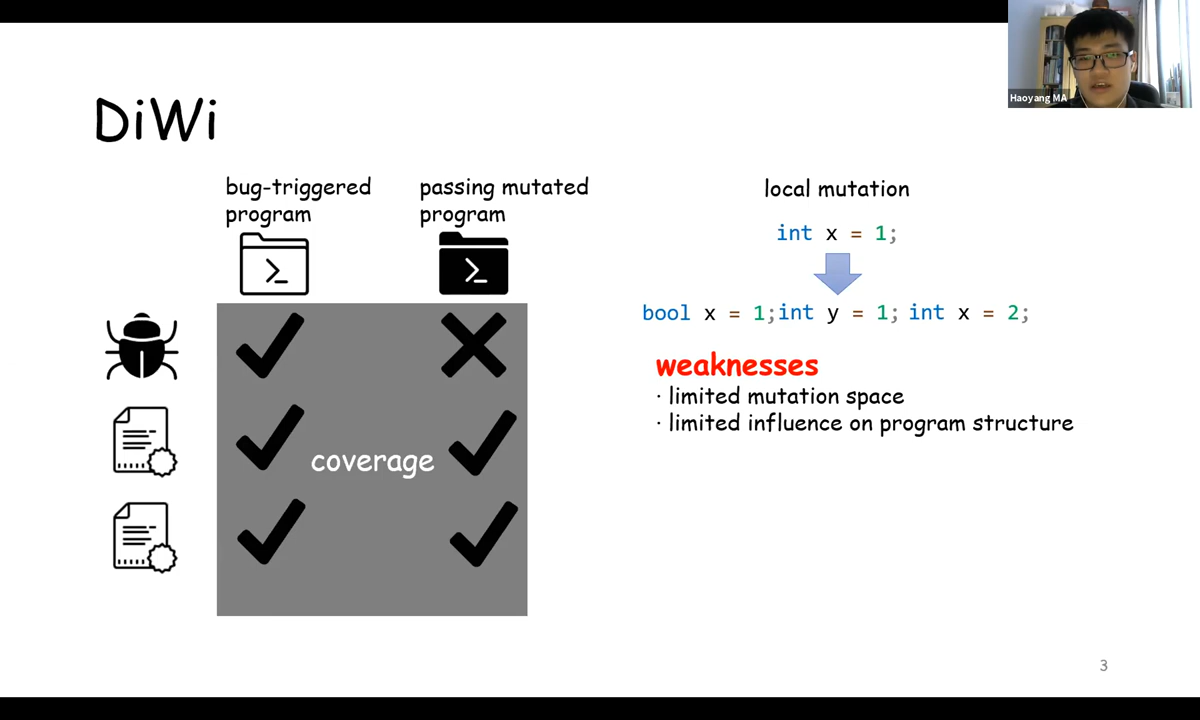 Haoyang MA
DiWi
bug-triggered
program
passing mutated
program
coverage
local mutation
int x = 1;
bool x = 1;int y = 1; int x = 2;
weaknesses
· limited mutation space
· limited influence on program structure
3